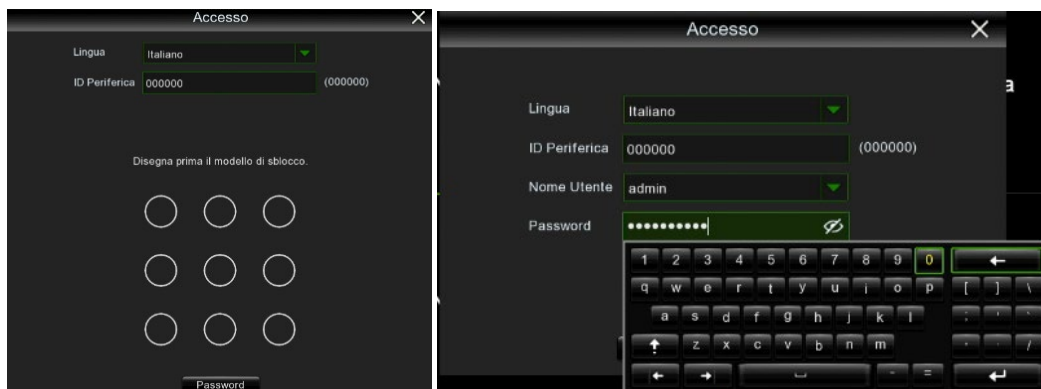 Accesso
Lingua Italiano
ID Periferica 000000 (000000)
Disegna prima il modello di sblocco.
Password
Accesso
Lingua Italiano
ID Periferica 000000 (000000)
Nome Utente admin
Password ••••••••••
1 2 3 4 5 6 7 8 9 0
q w e r t y u i o p [ ] \
a s d f g h j k l ; ' `
z x c v b n m , . /
- =
a